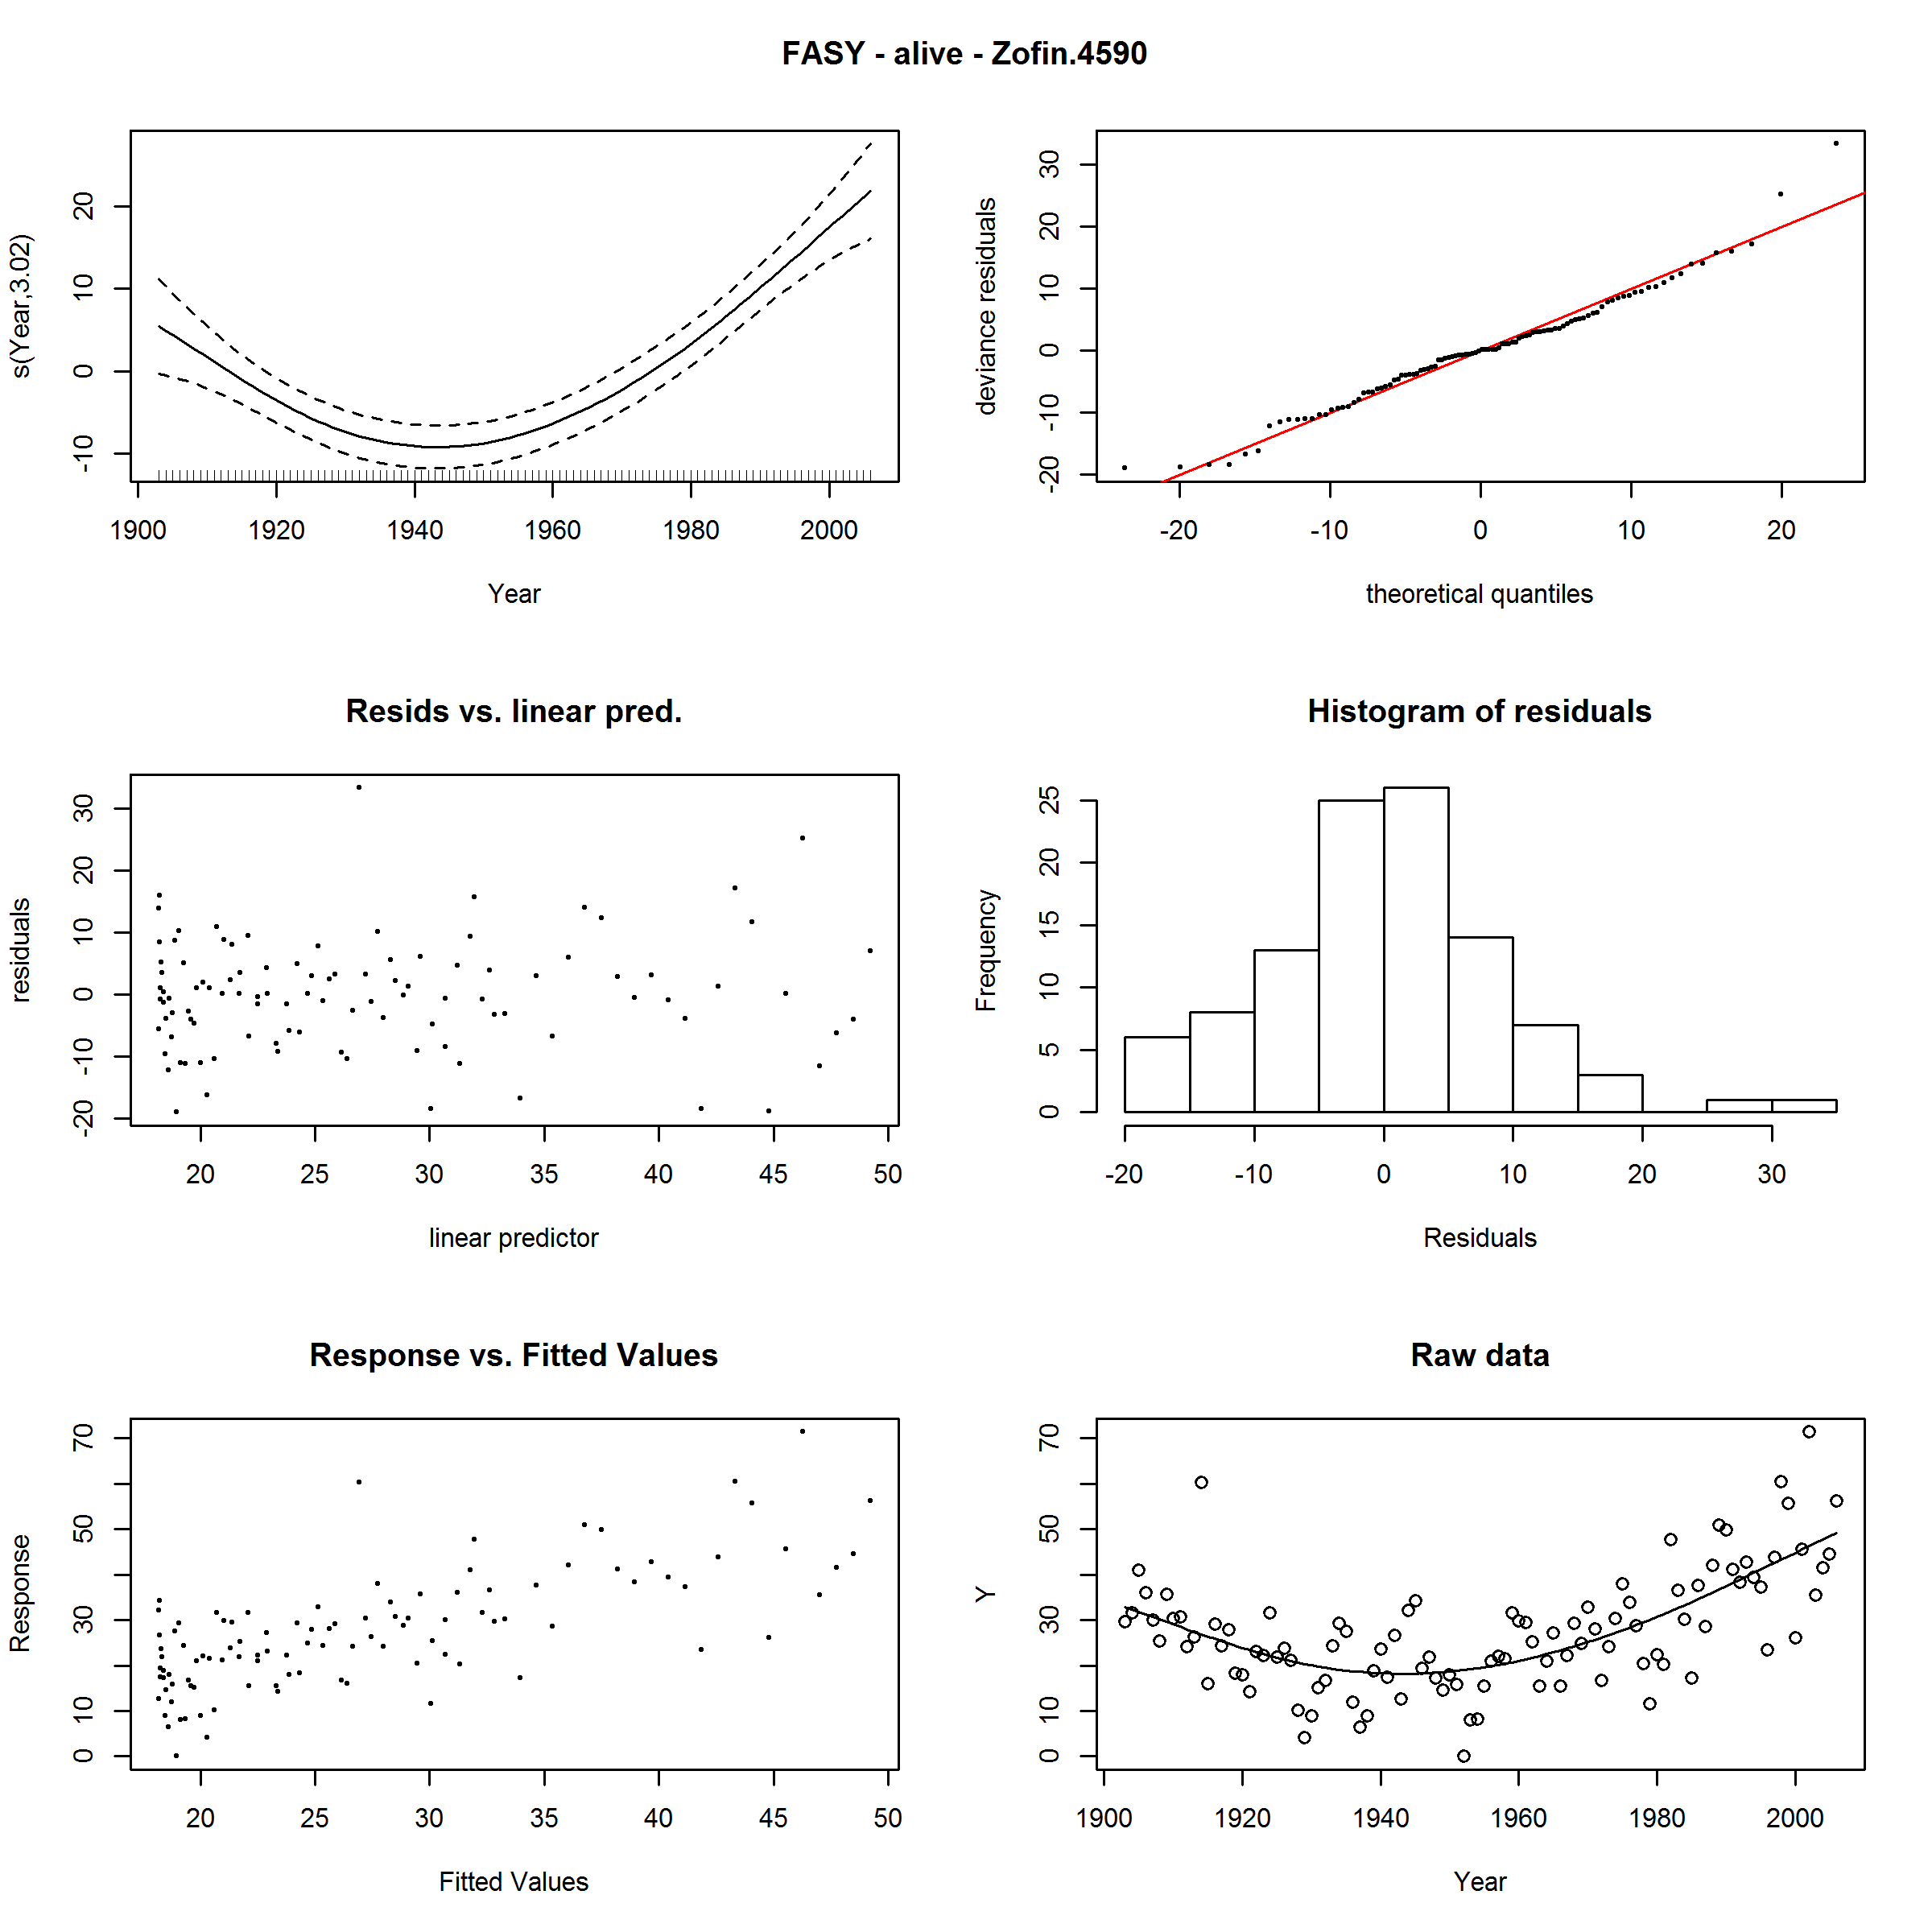 FASY - alive - Zofin.4590
s(Year,3.02)
20
10
0
-10
1900 1920 1940 1960 1980 2000
Year
deviance residuals
30
20
10
0
-10
-20
-20 -10 0 10 20
theoretical quantiles
Resids vs. linear pred.
residuals
30
20
10
0
-10
-20
20 25 30 35 40 45 50
linear predictor
Histogram of residuals
Frequency
25
20
15
10
5
0
-20 -10 0 10 20 30
Residuals
Response vs. Fitted Values
Response
70
50
30
10
0
20 25 30 35 40 45 50
Fitted Values
Raw data
Y
70
50
30
10
0
1900 1920 1940 1960 1980 2000
Year